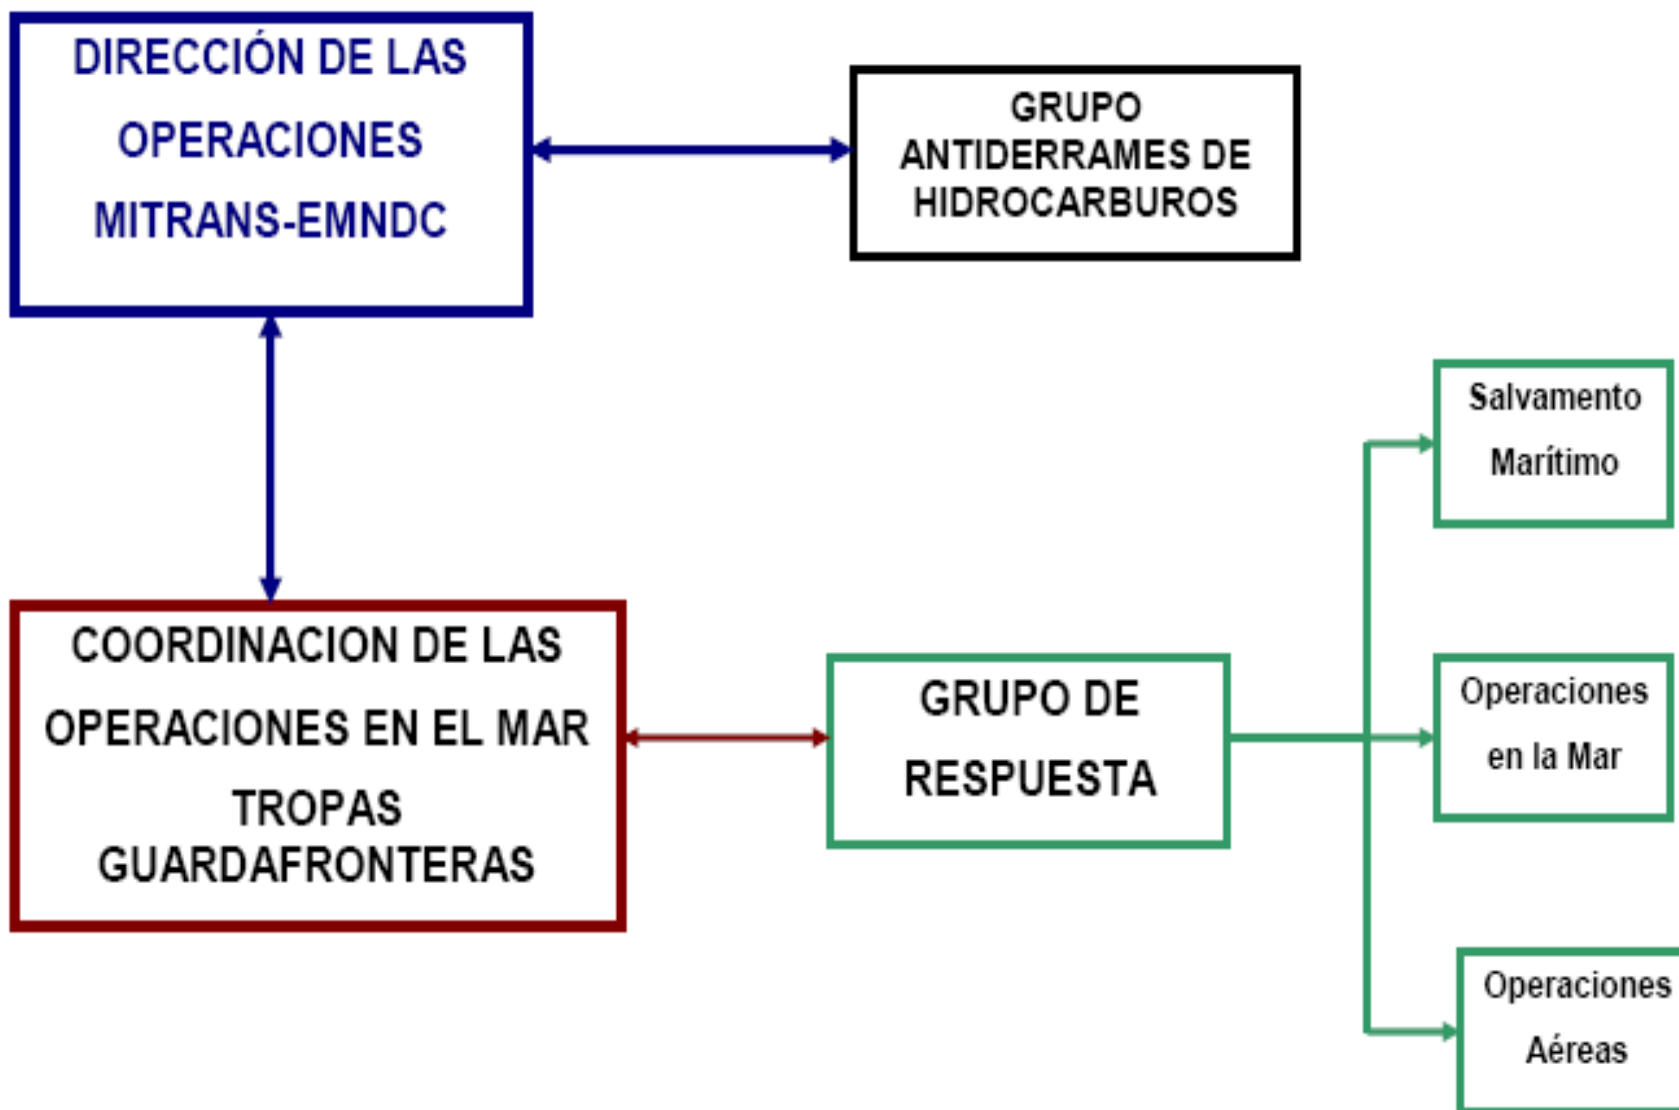 DIRECCIÓN DE LAS
OPERACIONES
MITRANS-EMNDC
GRUPO
ANTIDERRAMES DE
HIDROCARBUROS
COORDINACION DE LAS
OPERACIONES EN EL MAR
TROPAS
GUARDAFRONTERAS
GRUPO DE
RESPUESTA
Salvamento
Marítimo
Operaciones
en la Mar
Operaciones
Aéreas